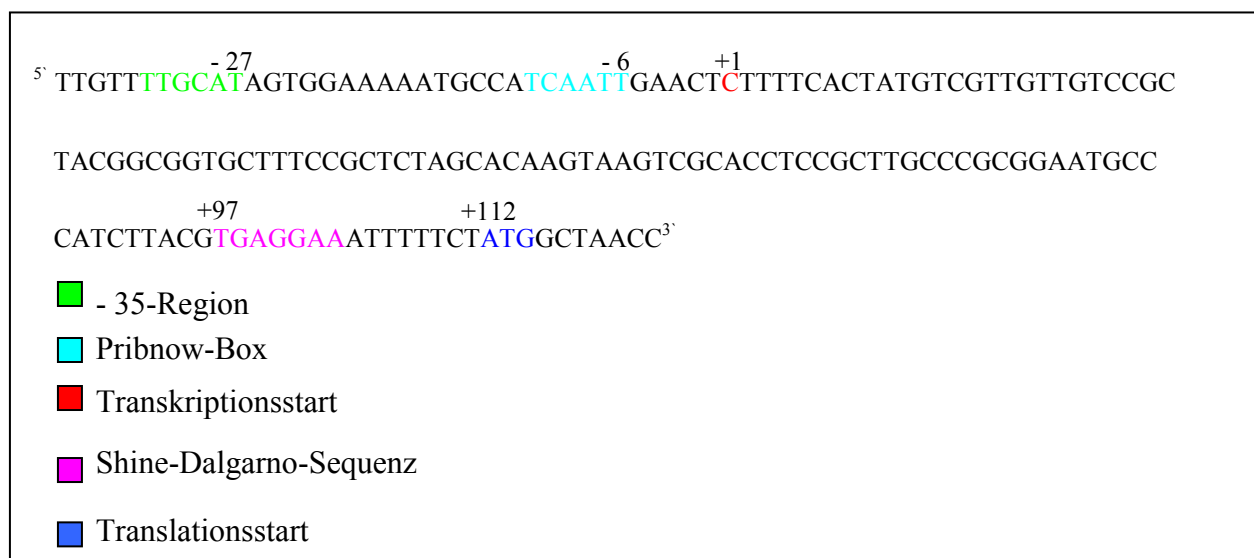 - 27 - 6 +1
5` TTGTTTTGCATAGTGGAAAAATGCCATCAATTGAACTCTTTTCACTATGTCGTTGTTGTCCGC
TACGGCGGTGCTTTCCGCTCTAGCACAAGTAAGTCGCACCTCCGCTTGCCCGCGGAATGCC
+97 +112
CATCTTACGTGAGGAAATTTTTCTATGGCTAACC3`
- 35-Region
Pribnow-Box
Transkriptionsstart
Shine-Dalgarno-Sequenz
Translationsstart